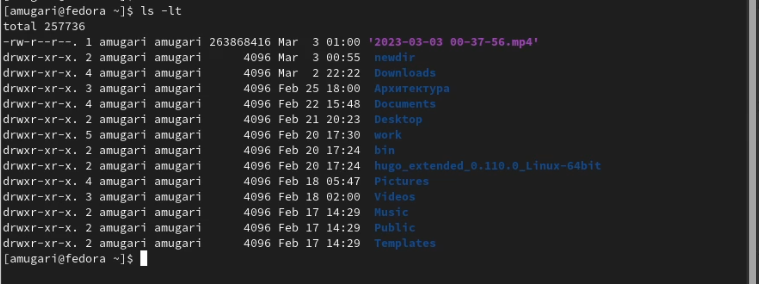 [amugari@fedora ~]$ ls -lt
total 257736
-rw-r--r--. 1 amugari amugari 263868416 Mar  3 01:00 '2023-03-03 00-37-56.mp4'
drwxr-xr-x. 2 amugari amugari      4096 Mar  3 00:55  newdir
drwxr-xr-x. 4 amugari amugari      4096 Mar  2 22:22  Downloads
drwxr-xr-x. 3 amugari amugari      4096 Feb 25 18:00  Архитектура
drwxr-xr-x. 4 amugari amugari      4096 Feb 22 15:48  Documents
drwxr-xr-x. 2 amugari amugari      4096 Feb 21 20:23  Desktop
drwxr-xr-x. 5 amugari amugari      4096 Feb 20 17:30  work
drwxr-xr-x. 2 amugari amugari      4096 Feb 20 17:24  bin
drwxr-xr-x. 2 amugari amugari      4096 Feb 20 17:24  hugo_extended_0.110.0_Linux-64bit
drwxr-xr-x. 4 amugari amugari      4096 Feb 18 05:47  Pictures
drwxr-xr-x. 3 amugari amugari      4096 Feb 18 02:00  Videos
drwxr-xr-x. 2 amugari amugari      4096 Feb 17 14:29  Music
drwxr-xr-x. 2 amugari amugari      4096 Feb 17 14:29  Public
drwxr-xr-x. 2 amugari amugari      4096 Feb 17 14:29  Templates
[amugari@fedora ~]$